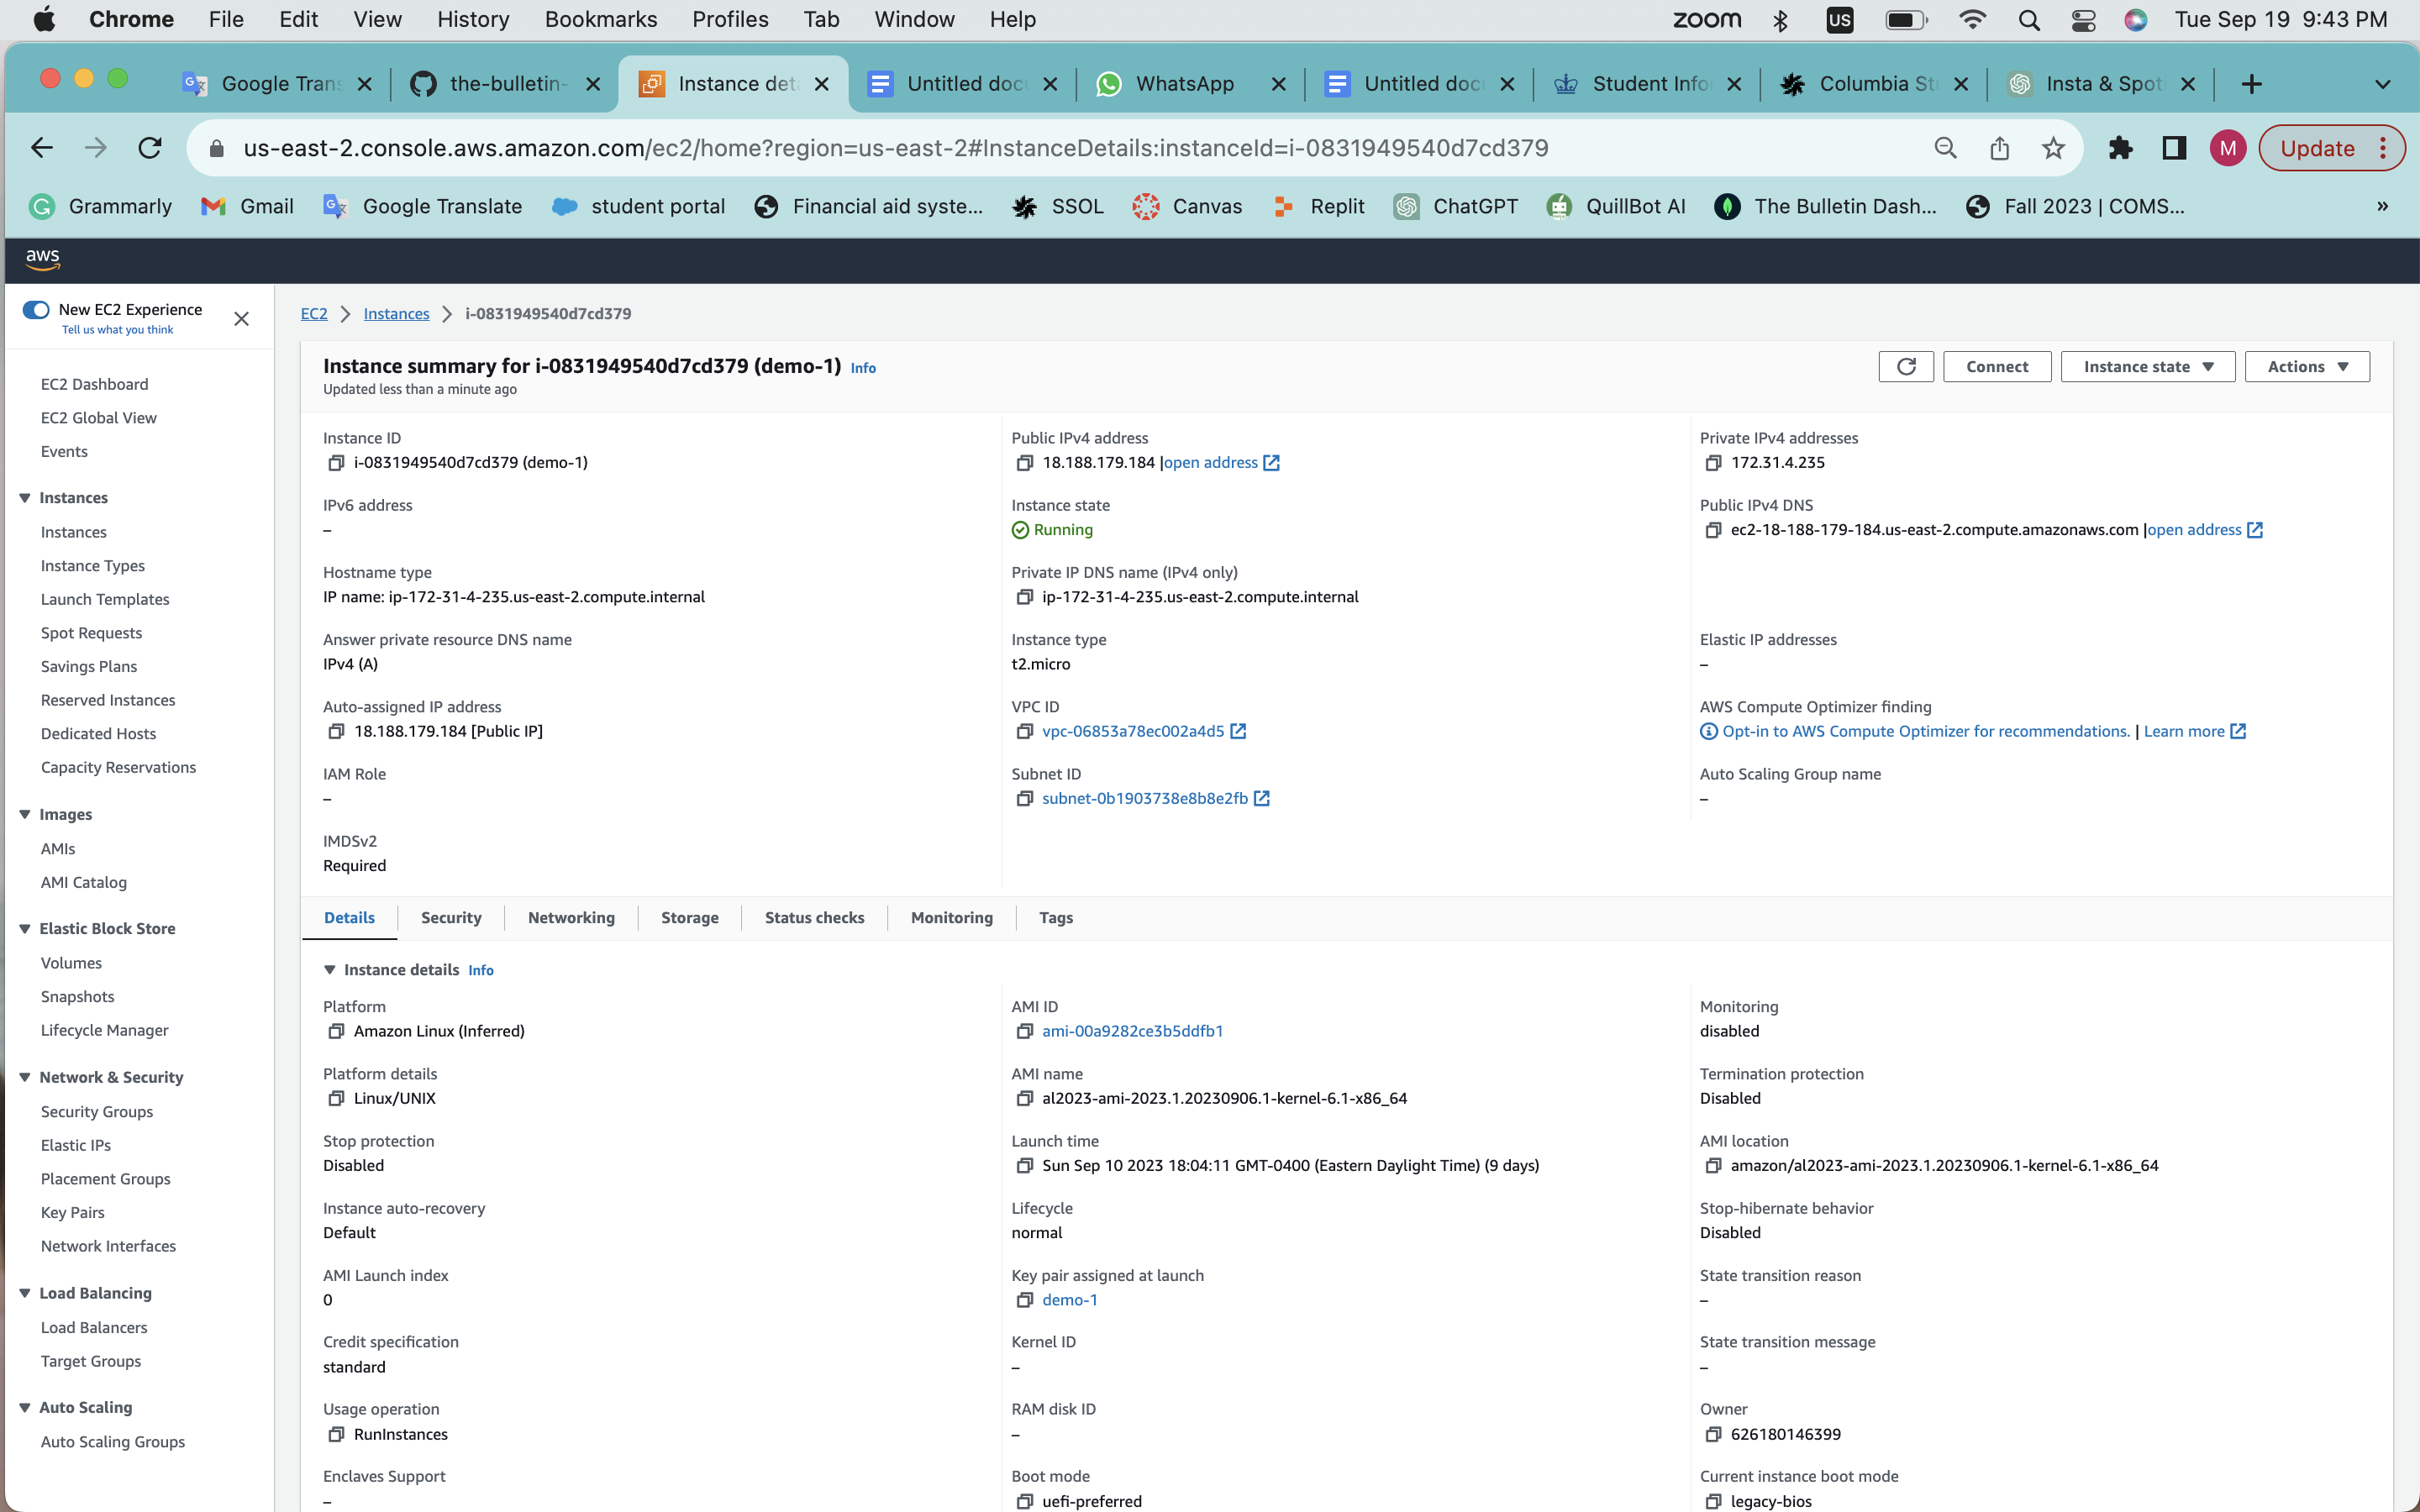 Chrome File Edit View History Bookmarks Profiles Tab Window Help zoom US Tue Sep 19 9:43 PM
Google Trans the-bulletin- Instance deta Untitled doc WhatsApp Untitled doc Student Info Columbia St Insta & Spot
us-east-2.console.aws.amazon.com/ec2/home?region=us-east-2#InstanceDetails:instanceId=i-0831949540d7cd379 M Update
Grammarly Gmail Google Translate student portal Financial aid syste... SSOL Canvas Replit ChatGPT QuillBot AI The Bulletin Dash... Fall 2023 | COMS... »
aws
New EC2 Experience
Tell us what you think
EC2 Dashboard
EC2 Global View
Events
Instances
Instances
Instance Types
Launch Templates
Spot Requests
Savings Plans
Reserved Instances
Dedicated Hosts
Capacity Reservations
Images
AMIs
AMI Catalog
Elastic Block Store
Volumes
Snapshots
Lifecycle Manager
Network & Security
Security Groups
Elastic IPs
Placement Groups
Key Pairs
Network Interfaces
Load Balancing
Load Balancers
Target Groups
Auto Scaling
Auto Scaling Groups
EC2 > Instances > i-0831949540d7cd379
Instance summary for i-0831949540d7cd379 (demo-1) Info
Updated less than a minute ago
Connect Instance state Actions
Instance ID
i-0831949540d7cd379 (demo-1)
IPv6 address
–
Hostname type
IP name: ip-172-31-4-235.us-east-2.compute.internal
Answer private resource DNS name
IPv4 (A)
Auto-assigned IP address
18.188.179.184 [Public IP]
IAM Role
–
IMDSv2
Required
Public IPv4 address
18.188.179.184 |open address
Instance state
Running
Private IP DNS name (IPv4 only)
ip-172-31-4-235.us-east-2.compute.internal
Instance type
t2.micro
VPC ID
vpc-06853a78ec002a4d5
Subnet ID
subnet-0b1903738e8b8e2fb
Private IPv4 addresses
172.31.4.235
Public IPv4 DNS
ec2-18-188-179-184.us-east-2.compute.amazonaws.com |open address
Elastic IP addresses
–
AWS Compute Optimizer finding
Opt-in to AWS Compute Optimizer for recommendations. | Learn more
Auto Scaling Group name
–
Details Security Networking Storage Status checks Monitoring Tags
Instance details Info
Platform
Amazon Linux (Inferred)
Platform details
Linux/UNIX
Stop protection
Disabled
Instance auto-recovery
Default
AMI Launch index
0
Credit specification
standard
Usage operation
RunInstances
Enclaves Support
–
AMI ID
ami-00a9282ce3b5ddfb1
AMI name
al2023-ami-2023.1.20230906.1-kernel-6.1-x86_64
Launch time
Sun Sep 10 2023 18:04:11 GMT-0400 (Eastern Daylight Time) (9 days)
Lifecycle
normal
Key pair assigned at launch
demo-1
Kernel ID
–
RAM disk ID
–
Boot mode
uefi-preferred
Monitoring
disabled
Termination protection
Disabled
AMI location
amazon/al2023-ami-2023.1.20230906.1-kernel-6.1-x86_64
Stop-hibernate behavior
Disabled
State transition reason
–
State transition message
–
Owner
626180146399
Current instance boot mode
legacy-bios